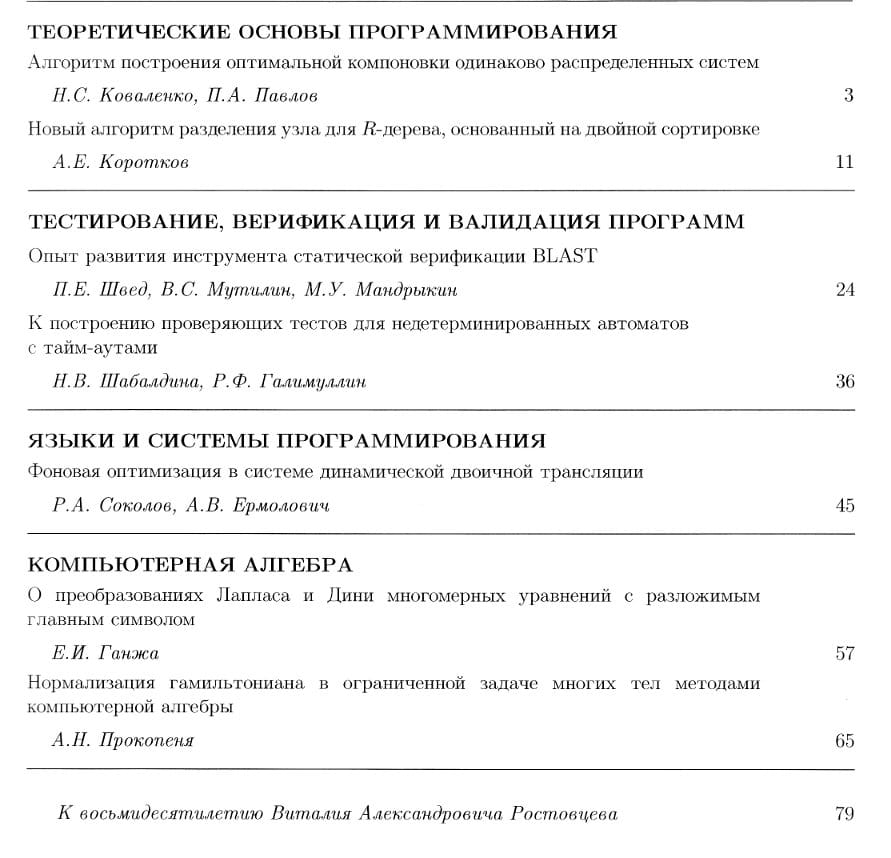 ТЕОРЕТИЧЕСКИЕ ОСНОВЫ ПРОГРАММИРОВАНИЯ
Алгоритм построения оптимальной компоновки одинаково распределенных систем
Н.С. Коваленко, П.А. Павлов 3
Новый алгоритм разделения узла для R-дерева, основанный на двойной сортировке
А.Е. Коротков 11
ТЕСТИРОВАНИЕ, ВЕРИФИКАЦИЯ И ВАЛИДАЦИЯ ПРОГРАММ
Опыт развития инструмента статической верификации BLAST
П.Е. Швед, В.С. Мутилин, М.У. Мандрыкин 24
К построению проверяющих тестов для недетерминированных автоматов
с тайм-аутами
Н.В. Шабалдина, Р.Ф. Галимуллин 36
ЯЗЫКИ И СИСТЕМЫ ПРОГРАММИРОВАНИЯ
Фоновая оптимизация в системе динамической двоичной трансляции
Р.А. Соколов, А.В. Ермолович 45
КОМПЬЮТЕРНАЯ АЛГЕБРА
О преобразованиях Лапласа и Дини многомерных уравнений с разложимым
главным символом
Е.И. Ганжа 57
Нормализация гамильтониана в ограниченной задаче многих тел методами
компьютерной алгебры
А.Н. Прокопеня 65
К восьмидесятилетию Виталия Александровича Ростовцева 79